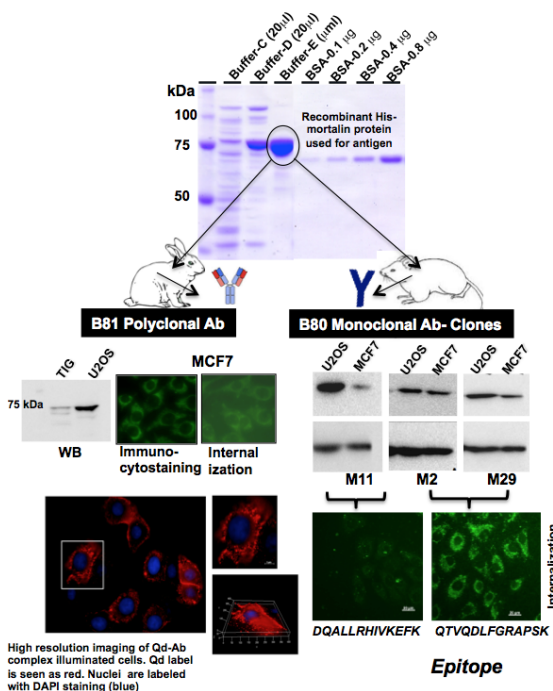 Buffer-C (20µl)
Buffer-D (20µl)
Buffer-E (µml)
BSA-0.1 µg
BSA-0.2 µg
BSA-0.4 µg
BSA-0.8 µg
kDa
100
75
50
Recombinant His-
mortalin protein
used for antigen
B81 Polyclonal Ab
B80 Monoclonal Ab- Clones
TIG
U2OS
75 kDa
WB
MCF7
Immuno-
cytostaining
Internal
ization
U2OS
MCF7
U2OS
MCF7
U2OS
MCF7
M11
M2
M29
Internalization
DQALLRHIVKEFK
QTVQDLFGRAPSK
Epitope
High resolution imaging of Qd-Ab
complex illuminated cells. Qd label
is seen as red. Nuclei are labeled
with DAPI staining (blue)